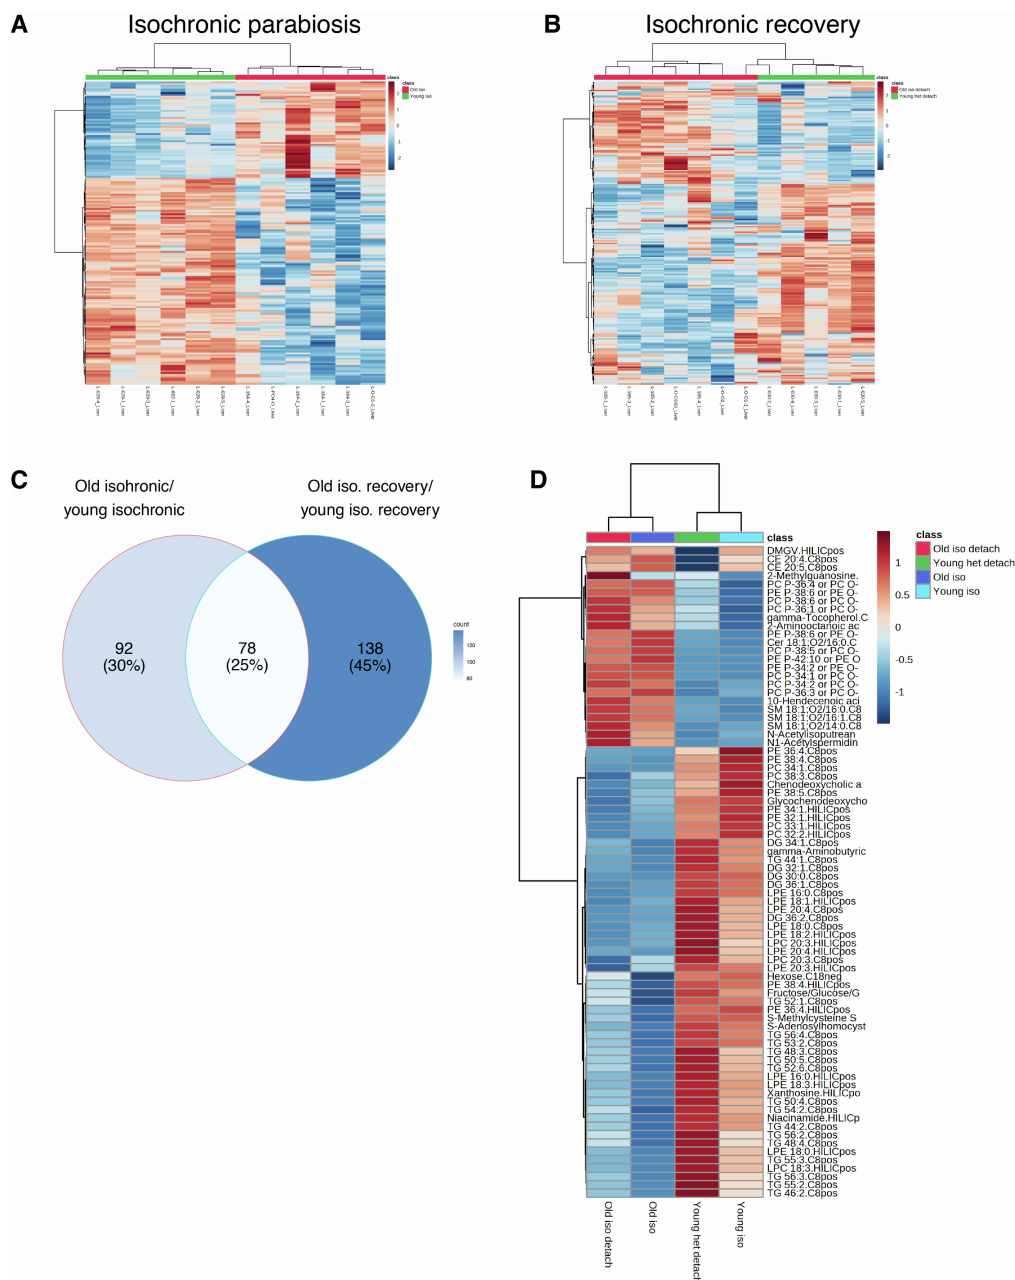 A
Isochronic parabiosis
class
class
Old iso
Young iso
2
1
0
-1
-2
B
Isochronic recovery
class
class
Old iso detach
Young het detach
2
1
0
-1
-2
C
Old isohronic/
young isochronic
Old iso. recovery/
young iso. recovery
92
(30%)
78
(25%)
138
(45%)
count
120
100
80
D
class
DMGV.HILICpos
CE 20:4.C8pos
CE 20:5.C8pos
2-Methylguanosine.
PC P-36:4 or PC O-
PE P-38:6 or PE O-
PC P-38:6 or PC O-
PC P-36:1 or PC O-
gamma-Tocopherol.C
2-Aminooctanoic ac
PE P-38:6 or PE O-
Cer 18:1;O2/16:0.C
PC P-38:5 or PC O-
PE P-42:10 or PE O
PE P-34:2 or PE O-
PC P-34:1 or PC O-
PC P-34:2 or PC O-
PC P-36:3 or PC O-
10-Hendecenoic aci
SM 18:1;O2/16:0.C8
SM 18:1;O2/16:1.C8
SM 18:1;O2/14:0.C8
N-Acetylisoputrean
N1-Acetylspermidin
PE 36:4.C8pos
PE 38:4.C8pos
PC 34:1.C8pos
PC 38:3.C8pos
Chenodeoxycholic a
PE 38:5.C8pos
Glycochenodeoxycho
PE 34:1.HILICpos
PE 32:1.HILICpos
PC 33:1.HILICpos
PC 32:2.HILICpos
DG 34:1.C8pos
gamma-Aminobutyric
TG 44:1.C8pos
DG 32:1.C8pos
DG 30:0.C8pos
DG 36:1.C8pos
LPE 16:0.C8pos
LPE 18:1.HILICpos
LPE 20:4.C8pos
DG 36:2.C8pos
LPE 18:0.C8pos
LPE 18:2.HILICpos
LPC 20:3.HILICpos
LPE 20:4.HILICpos
LPC 20:3.C8pos
LPE 20:3.HILICpos
Hexose.C18neg
PE 38:4.HILICpos
Fructose/Glucose/G
TG 52:1.C8pos
PE 36:4.HILICpos
S-Methylcysteine S
S-Adenosylhomocyst
TG 56:4.C8pos
TG 53:2.C8pos
TG 48:3.C8pos
TG 50:5.C8pos
TG 52:6.C8pos
LPE 16:0.HILICpos
LPE 18:3.HILICpos
Xanthosine.HILICpo
TG 50:4.C8pos
TG 54:2.C8pos
Niacinamide.HILICp
TG 44:2.C8pos
TG 56:2.C8pos
TG 48:4.C8pos
LPE 18:0.HILICpos
TG 55:3.C8pos
LPC 18:3.HILICpos
TG 56:3.C8pos
TG 55:2.C8pos
TG 46:2.C8pos
Old iso detach
Old iso
Young het detach
Young iso
1
0.5
0
-0.5
-1
class
Old iso detach
Young het detach
Old iso
Young iso